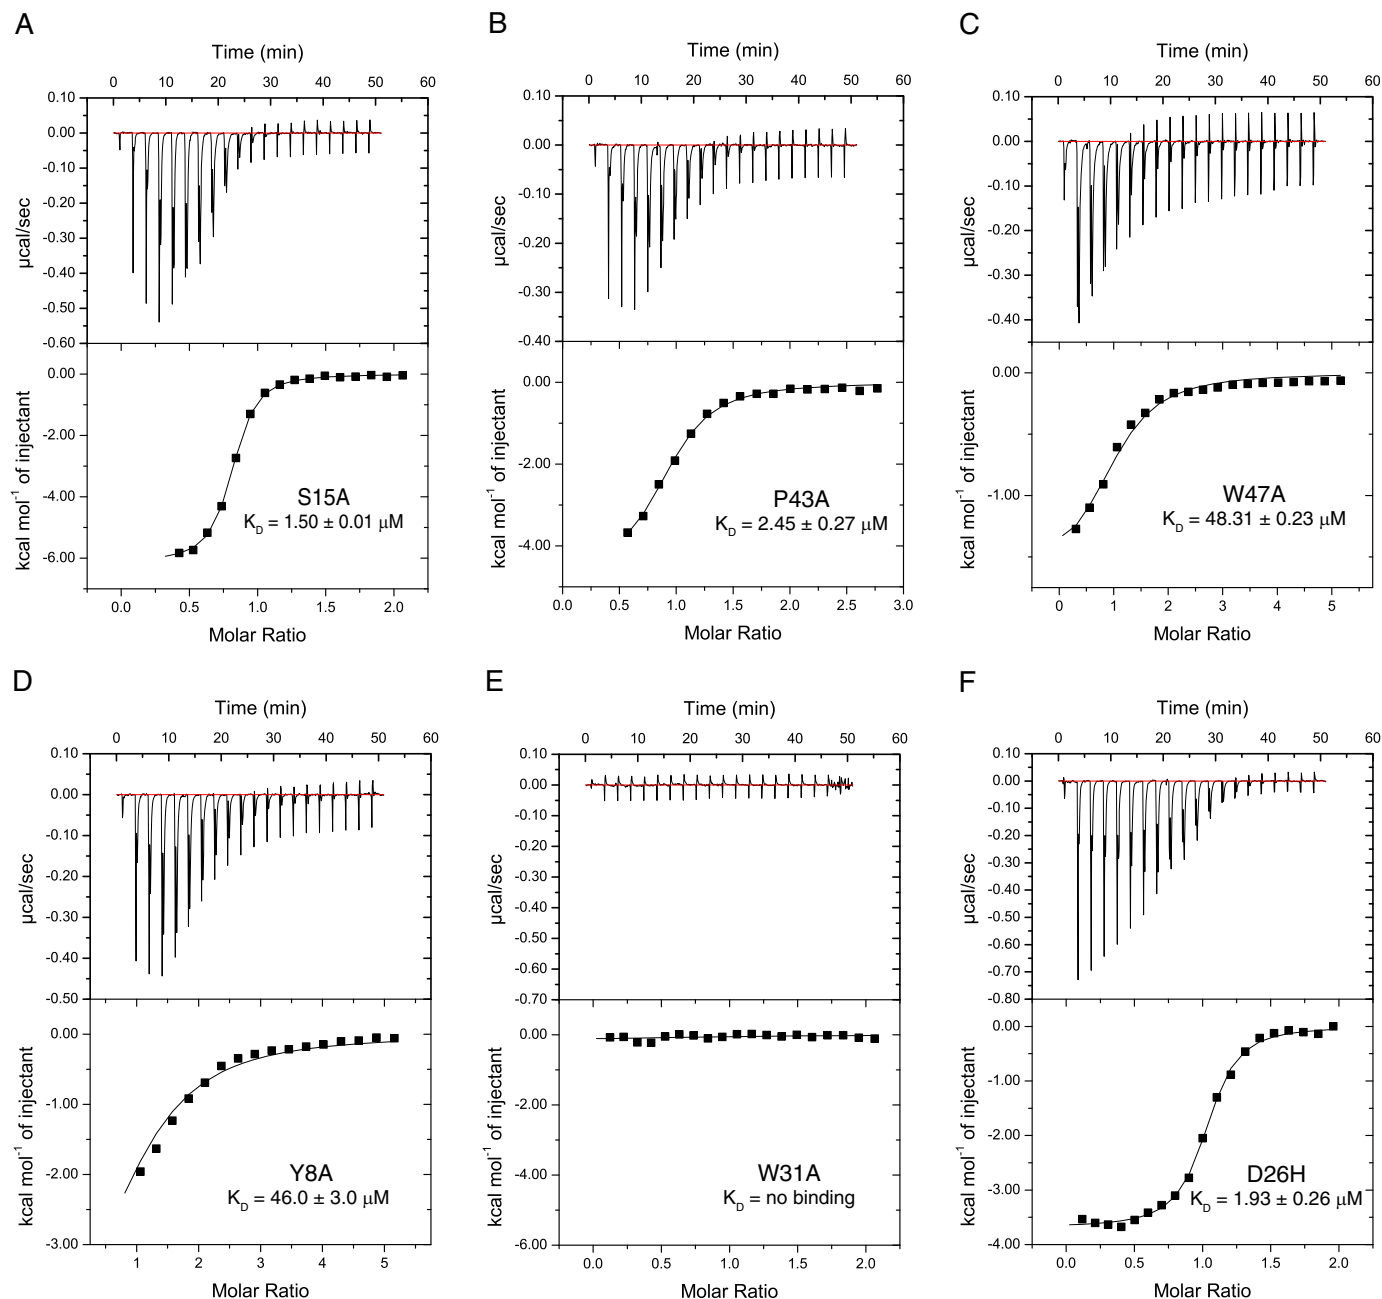 A
Time (min)
0 10 20 30 40 50 60
0.10
0.00
-0.10
-0.20
-0.30
-0.40
-0.50
-0.60
µcal/sec
0.00
-2.00
-4.00
-6.00
kcal mol-1 of injectant
S15A
KD = 1.50 ± 0.01 µM
0.0 0.5 1.0 1.5 2.0
Molar Ratio
B
Time (min)
0 10 20 30 40 50 60
0.10
0.00
-0.10
-0.20
-0.30
-0.40
µcal/sec
0.00
-2.00
-4.00
kcal mol-1 of injectant
P43A
KD = 2.45 ± 0.27 µM
0.0 0.5 1.0 1.5 2.0 2.5 3.0
Molar Ratio
C
Time (min)
0 10 20 30 40 50 60
0.10
0.00
-0.10
-0.20
-0.30
-0.40
µcal/sec
0.00
-1.00
kcal mol-1 of injectant
W47A
KD = 48.31 ± 0.23 µM
0 1 2 3 4 5
Molar Ratio
D
Time (min)
0 10 20 30 40 50 60
0.10
0.00
-0.10
-0.20
-0.30
-0.40
-0.50
µcal/sec
0.00
-1.00
-2.00
-3.00
kcal mol-1 of injectant
Y8A
KD = 46.0 ± 3.0 µM
1 2 3 4 5
Molar Ratio
E
Time (min)
0 10 20 30 40 50 60
0.10
0.00
-0.10
-0.20
-0.30
-0.40
-0.50
-0.60
-0.70
µcal/sec
0.00
-2.00
-4.00
-6.00
kcal mol-1 of injectant
W31A
KD = no binding
0.0 0.5 1.0 1.5 2.0
Molar Ratio
F
Time (min)
0 10 20 30 40 50 60
0.10
0.00
-0.10
-0.20
-0.30
-0.40
-0.50
-0.60
-0.70
-0.80
µcal/sec
0.00
-1.00
-2.00
-3.00
-4.00
kcal mol-1 of injectant
D26H
KD = 1.93 ± 0.26 µM
0.0 0.5 1.0 1.5 2.0
Molar Ratio